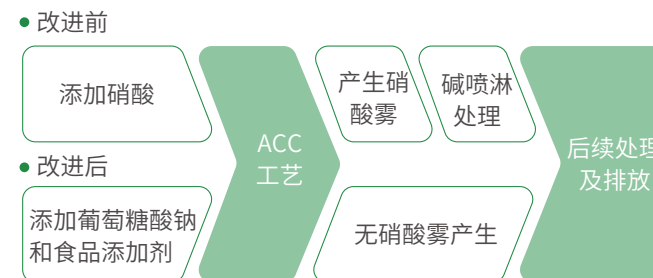 改进前
添加硝酸
ACC
工艺
产生硝
酸雾
碱喷淋
处理
后续处理
及排放
改进后
添加葡萄糖酸钠
和食品添加剂
无硝酸雾产生